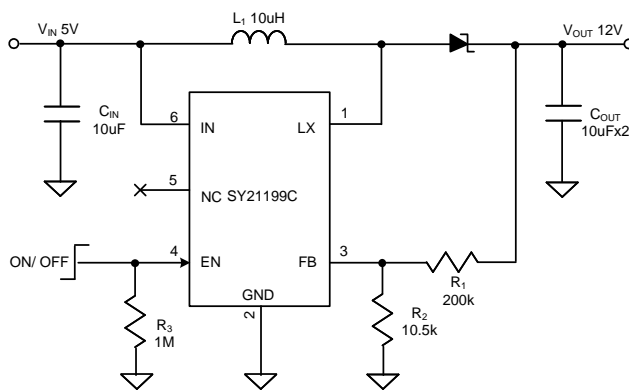 L1 10uH
VIN 5V
VOUT 12V
CIN
10uF
6
IN
LX
1
COUT
10uFx2
5
NC
SY21199C
ON/ OFF
4
EN
FB
3
GND
2
R1
200k
R2
10.5k
R3
1M